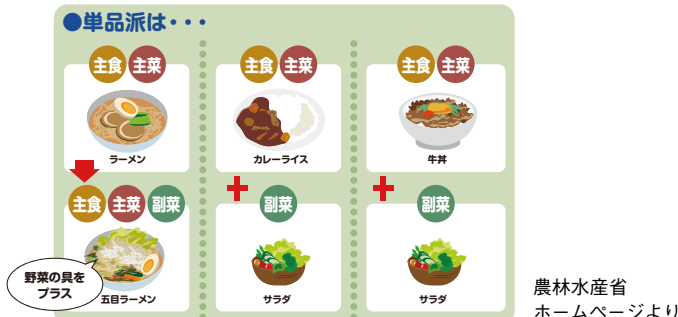 ●単品派は・・・
主食 主菜
主食 主菜
主食 主菜
ラーメン
カレーライス
牛丼
主食 主菜 副菜
副菜
副菜
野菜の具を
プラス
五目ラーメン
サラダ
サラダ
農林水産省
ホームページより